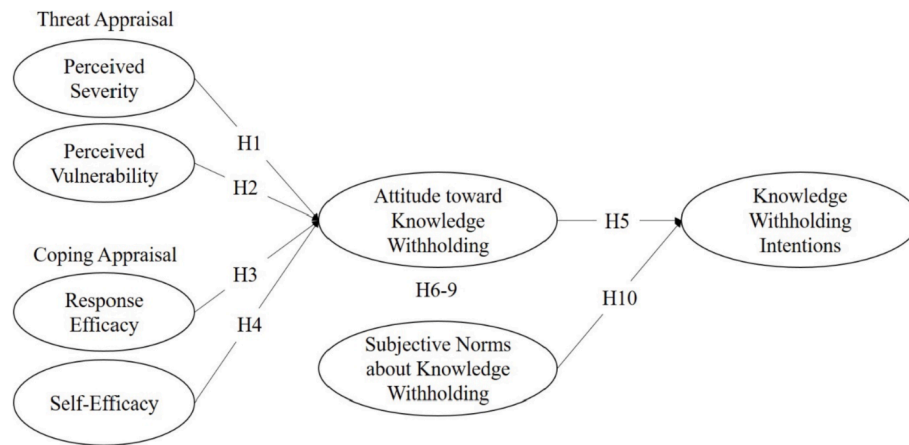 Threat Appraisal
Perceived
Severity
H1
Perceived
Vulnerability
H2
Coping Appraisal
Response
Efficacy
H3
Self-Efficacy
H4
Attitude toward
Knowledge
Withholding
H6-9
Subjective Norms
about Knowledge
Withholding
H5
H10
Knowledge
Withholding
Intentions